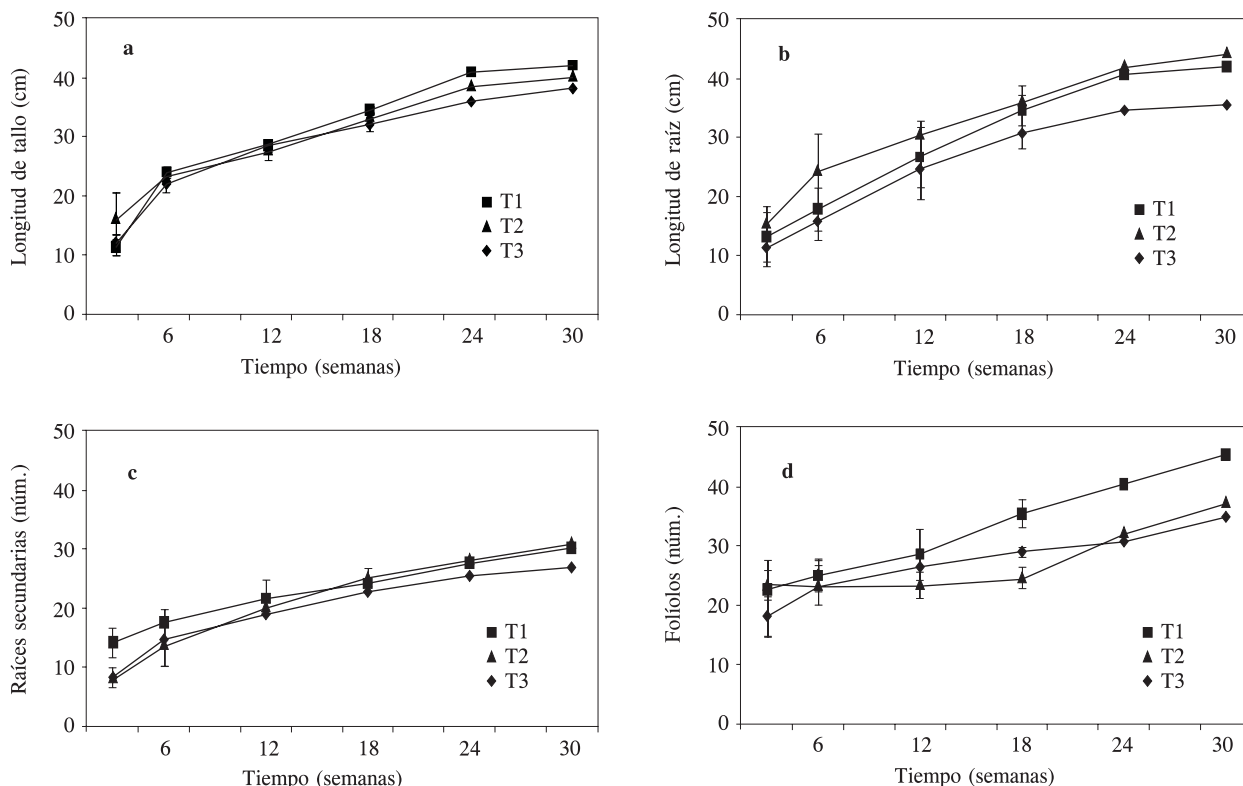 Longitud de tallo (cm)
50
40
30
20
10
0
a
T1
T2
T3
6 12 18 24 30
Tiempo (semanas)
Longitud de raíz (cm)
50
40
30
20
10
0
b
T1
T2
T3
6 12 18 24 30
Tiempo (semanas)
Raíces secundarias (núm.)
50
40
30
20
10
0
c
T1
T2
T3
6 12 18 24 30
Tiempo (semanas)
Folíolos (núm.)
50
40
30
20
10
0
d
T1
T2
T3
6 12 18 24 30
Tiempo (semanas)